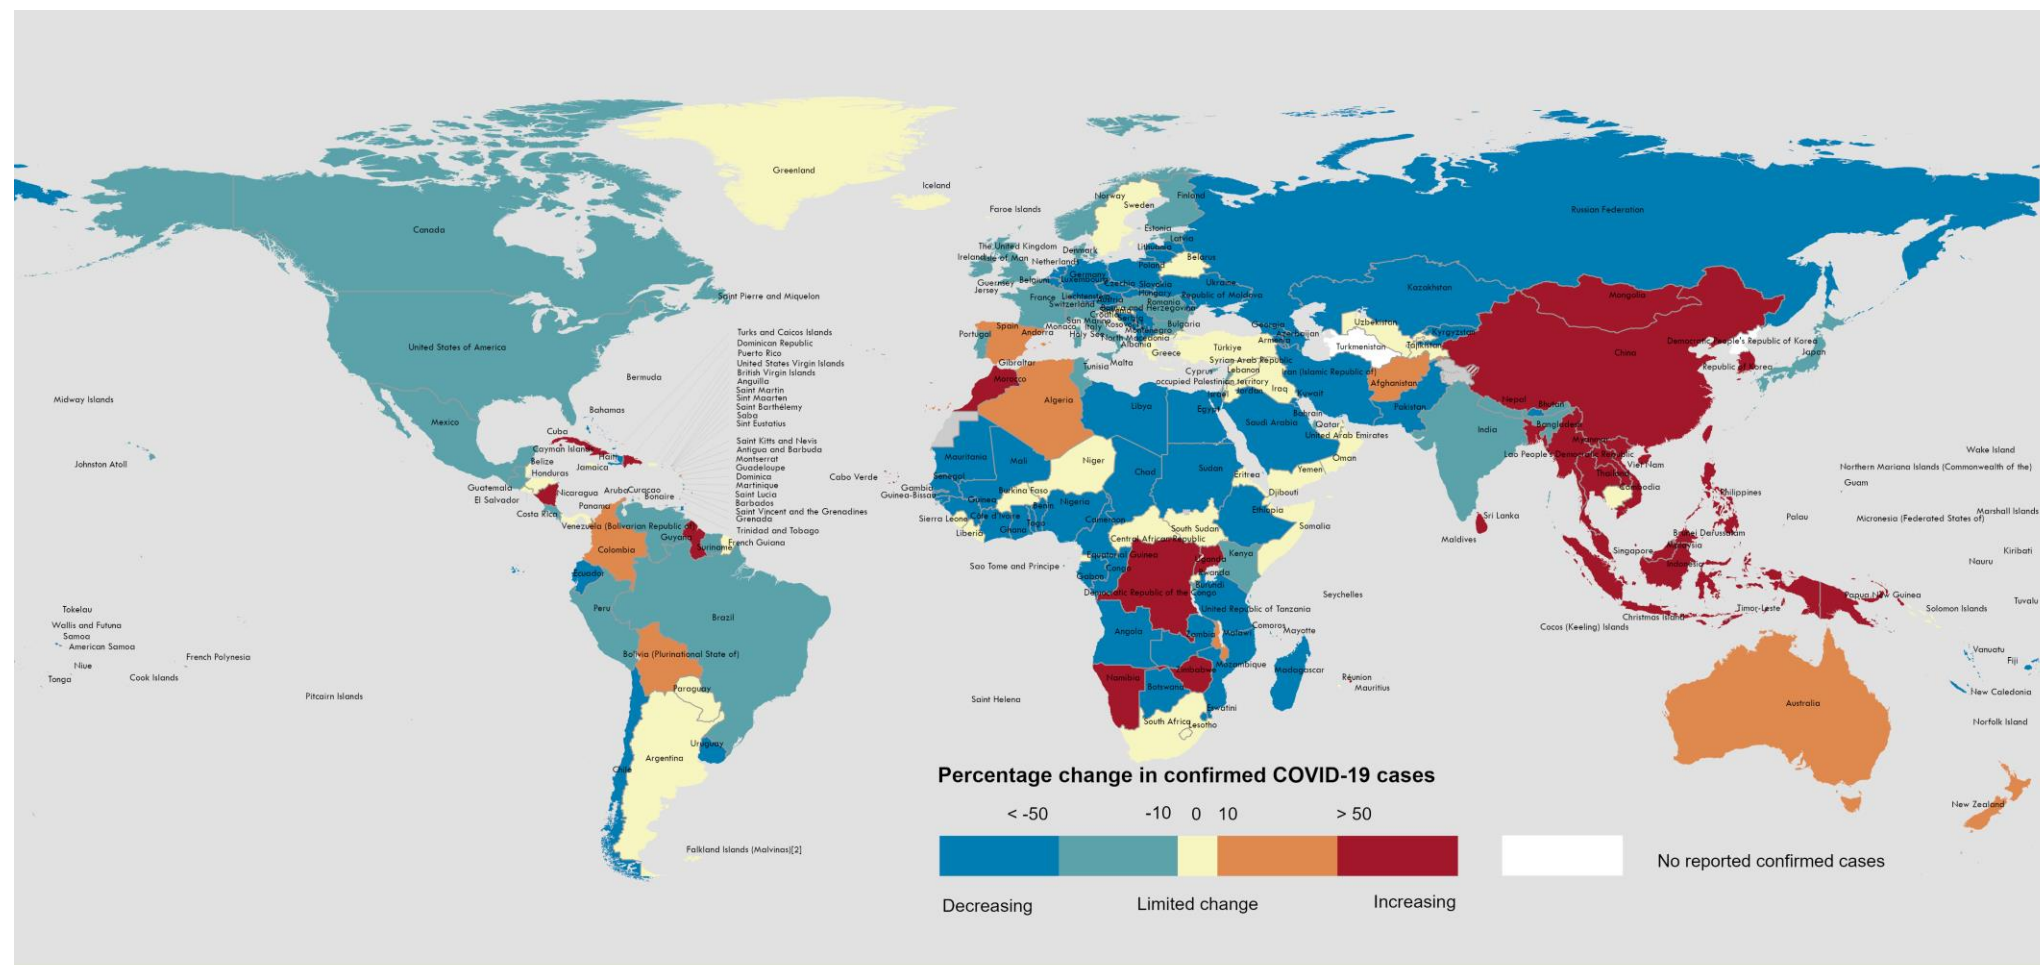 Greenland
Iceland
Faroe Islands
Norway
Sweden
Finland
Russian Federation
Canada
Estonia
Latvia
Lithuania
The United Kingdom
Denmark
Ireland
Isle of Man
Netherlands
Belarus
Poland
Germany
Guernsey
Belgium
Luxembourg
Czechia
Slovakia
Ukraine
Jersey
France
Liechtenstein
Hungary
Republic of Moldova
Kazakhstan
Mongolia
Saint Pierre and Miquelon
Switzerland
Romania
Bosnia and Herzegovina
San Marino
Croatia
Serbia
Spain
Andorra
Monaco
Italy
Kosovo
Montenegro
Bulgaria
Georgia
Uzbekistan
Kyrgyzstan
Portugal
Holy See
North Macedonia
Azerbaijan
Armenia
Albania
Turkmenistan
Tajikistan
Democratic People's Republic of Korea
United States of America
Greece
Türkiye
China
Japan
Gibraltar
Tunisia
Malta
Cyprus
Syrian Arab Republic
Lebanon
Iran (Islamic Republic of)
Republic of Korea
Turks and Caicos Islands
Dominican Republic
Puerto Rico
United States Virgin Islands
British Virgin Islands
Anguilla
Saint Martin
Sint Maarten
Saint Barthélemy
Saba
Sint Eustatius
Bermuda
Morocco
occupied Palestinian territory
Israel
Jordan
Iraq
Kuwait
Afghanistan
Midway Islands
Algeria
Libya
Egypt
Nepal
Bhutan
Pakistan
Bahamas
Bahrain
Mexico
Saudi Arabia
Qatar
United Arab Emirates
India
Bangladesh
Cuba
Saint Kitts and Nevis
Antigua and Barbuda
Montserrat
Guadeloupe
Dominica
Martinique
Saint Lucia
Barbados
Saint Vincent and the Grenadines
Grenada
Trinidad and Tobago
Cayman Islands
Haiti
Myanmar
Wake Island
Johnston Atoll
Belize
Jamaica
Mauritania
Mali
Niger
Oman
Lao People's Democratic Republic
Viet Nam
Northern Mariana Islands (Commonwealth of the)
Honduras
Cabo Verde
Senegal
Chad
Sudan
Eritrea
Yemen
Thailand
Guam
Guatemala
Nicaragua
Aruba
Curaçao
Bonaire
Gambia
Guinea-Bissau
Burkina Faso
Djibouti
Cambodia
Philippines
El Salvador
Panama
Guinea
Benin
Nigeria
Ethiopia
Costa Rica
Sierra Leone
Côte d'Ivoire
Ghana
Togo
Cameroon
South Sudan
Somalia
Sri Lanka
Palau
Micronesia (Federated States of)
Marshall Islands
Venezuela (Bolivarian Republic of)
Guyana
Suriname
French Guiana
Liberia
Central African Republic
Maldives
Brunei Darussalam
Malaysia
Colombia
Equatorial Guinea
Uganda
Kenya
Singapore
Indonesia
Kiribati
Nauru
Ecuador
Sao Tome and Principe
Gabon
Congo
Rwanda
Burundi
Democratic Republic of the Congo
Seychelles
Papua New Guinea
Tokelau
Peru
Brazil
United Republic of Tanzania
Timor-Leste
Solomon Islands
Tuvalu
Wallis and Futuna
Samoa
American Samoa
Christmas Island
Cocos (Keeling) Islands
Angola
Zambia
Malawi
Comoros
Mayotte
French Polynesia
Bolivia (Plurinational State of)
Vanuatu
Fiji
Niue
Tonga
Cook Islands
Pitcairn Islands
Paraguay
Saint Helena
Namibia
Botswana
Zimbabwe
Mozambique
Madagascar
Réunion
Mauritius
New Caledonia
Australia
Eswatini
South Africa
Lesotho
Norfolk Island
Uruguay
Argentina
Chile
Falkland Islands (Malvinas)[2]
New Zealand
Percentage change in confirmed COVID-19 cases
< -50 -10 0 10 > 50
No reported confirmed cases
Decreasing Limited change Increasing